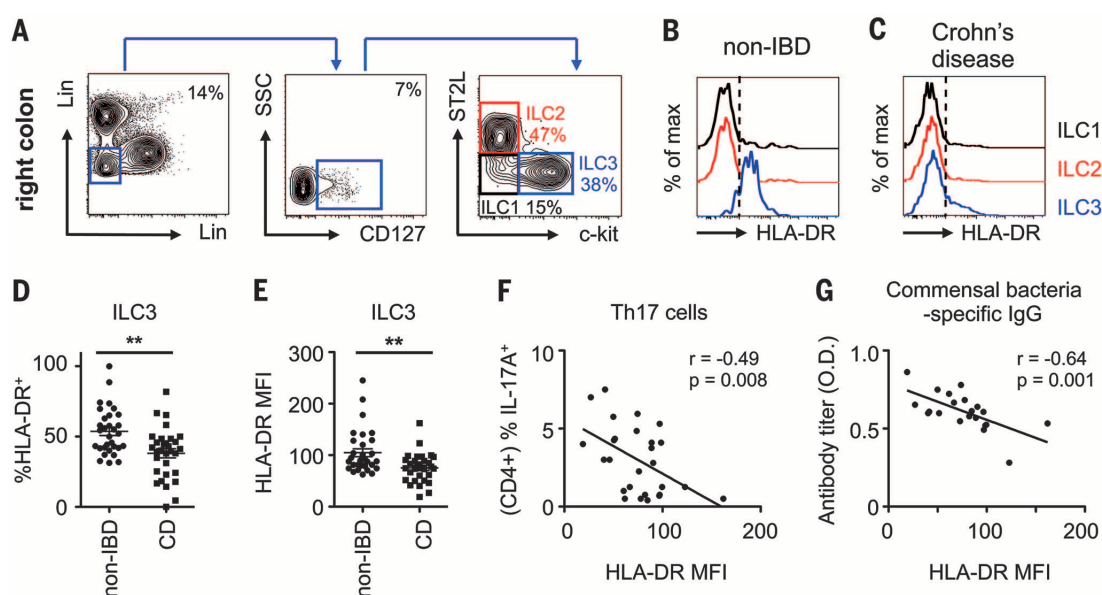 A
right colon
Lin
14%
Lin
SSC
7%
CD127
ST2L
ILC2
47%
ILC3
38%
ILC1 15%
c-kit
B
non-IBD
% of max
HLA-DR
C
Crohn's
disease
% of max
HLA-DR
ILC1
ILC2
ILC3
D
ILC3
**
%HLA-DR+
100
50
0
non-IBD
CD
E
ILC3
**
HLA-DR MFI
300
200
100
0
non-IBD
CD
F
Th17 cells
r = -0.49
p = 0.008
(CD4+) % IL-17A+
10
5
0
0
100
200
HLA-DR MFI
G
Commensal bacteria
-specific IgG
r = -0.64
p = 0.001
Antibody titer (O.D.)
1.0
0.5
0.0
0
100
200
HLA-DR MFI